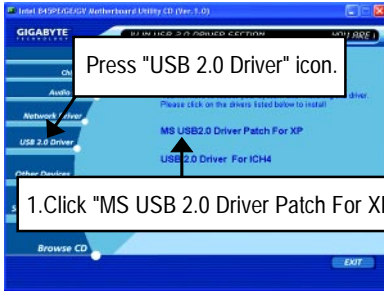 Intel 845PE/GE/GV Motherboard Utility CD (Ver.1.0)
GIGABYTE
TECHNOLOGY
Press "USB 2.0 Driver" icon.
Audio
driver.
Please click on the drivers listed below to install
Network Driver
MS USB2.0 Driver Patch For XP
USB 2.0 Driver
USB 2.0 Driver For ICH4
Other Devices
1.Click "MS USB 2.0 Driver Patch For XP
Browse CD
EXIT